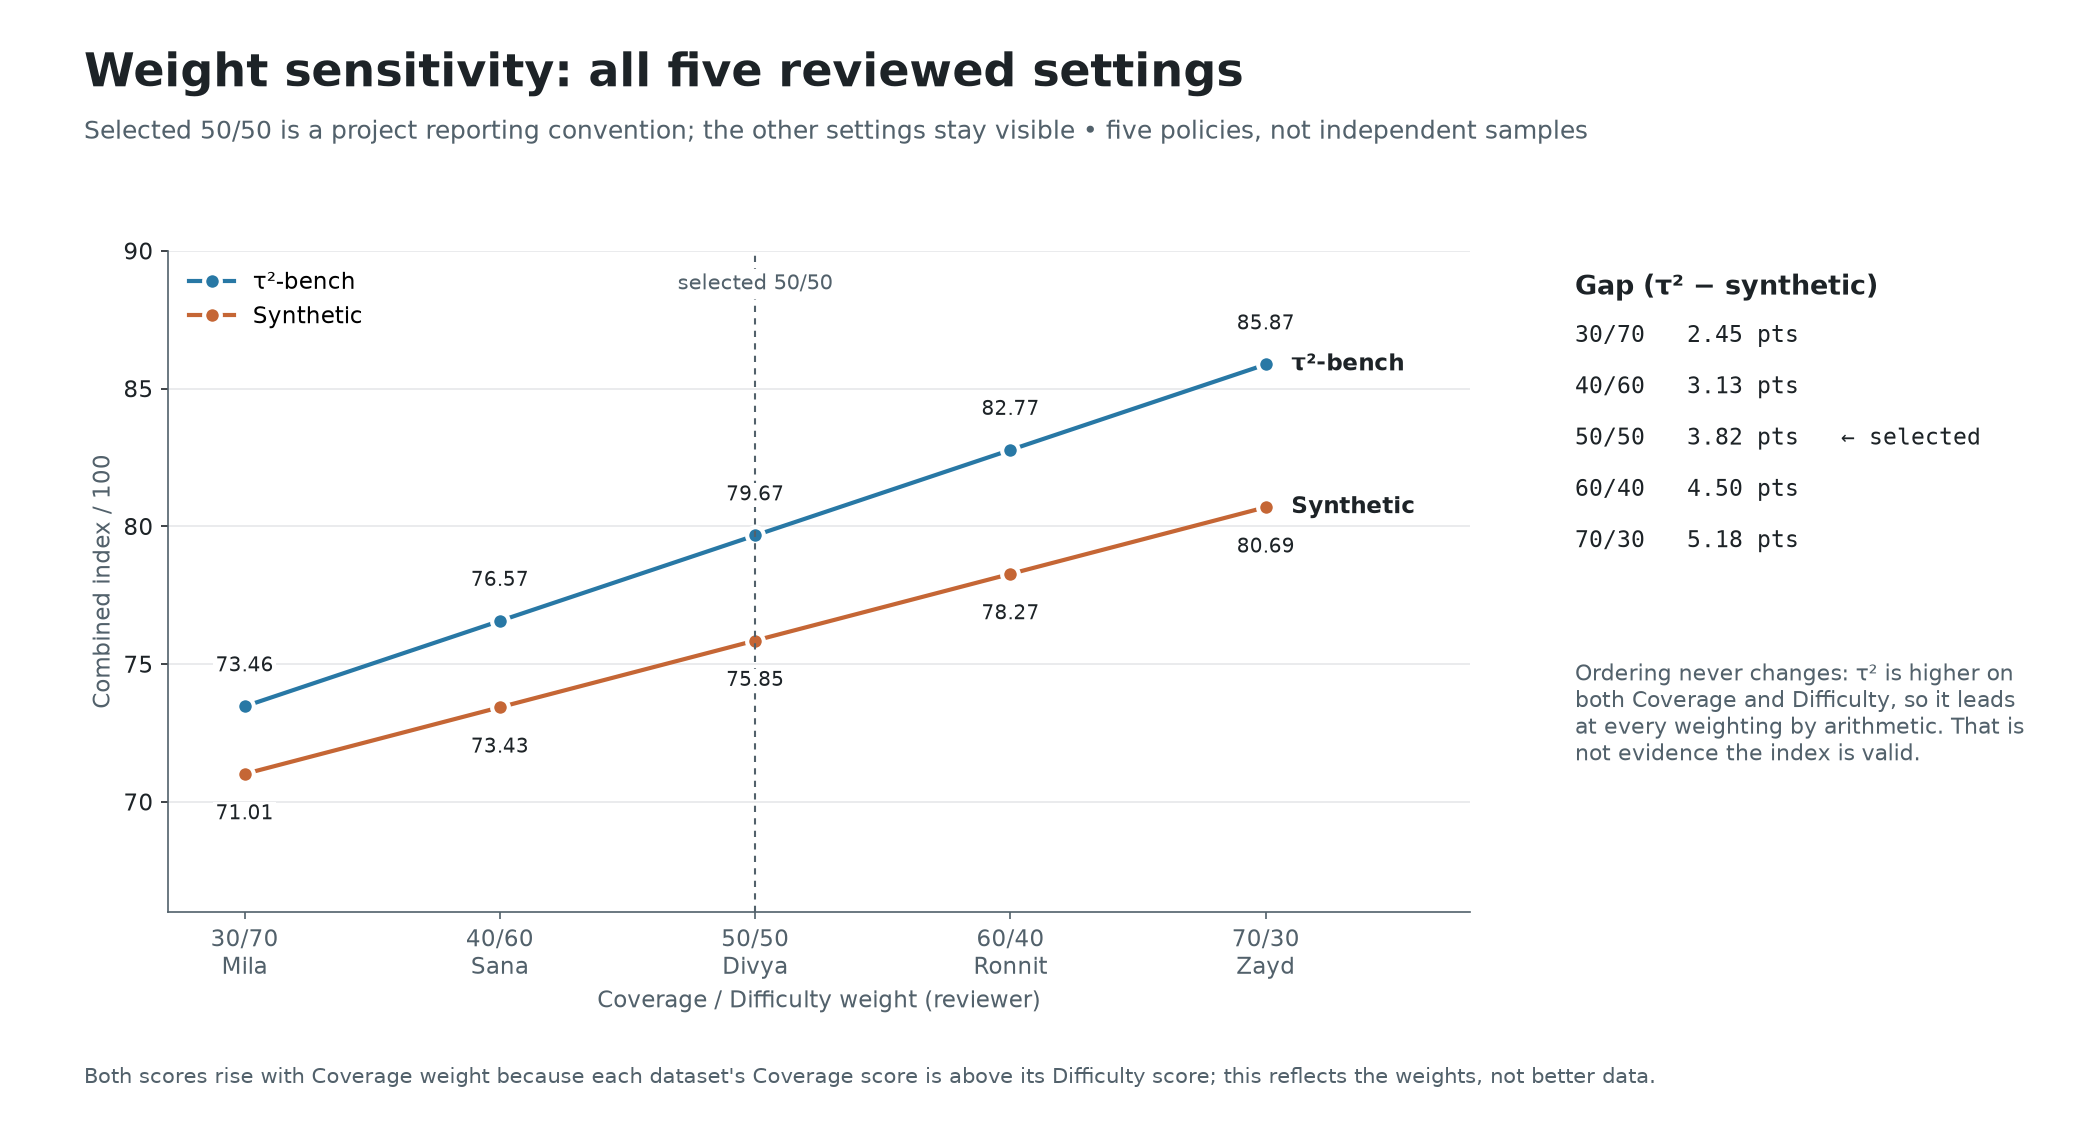 Weight sensitivity: all five reviewed settings
Selected 50/50 is a project reporting convention; the other settings stay visible • five policies, not independent samples
90
85
80
75
70
Combined index / 100
τ²-bench
Synthetic
selected 50/50
73.46
76.57
79.67
82.77
85.87
τ²-bench
71.01
73.43
75.85
78.27
80.69
Synthetic
30/70
Mila
40/60
Sana
50/50
Divya
60/40
Ronnit
70/30
Zayd
Coverage / Difficulty weight (reviewer)
Gap (τ² − synthetic)
30/70 2.45 pts
40/60 3.13 pts
50/50 3.82 pts ← selected
60/40 4.50 pts
70/30 5.18 pts
Ordering never changes: τ² is higher on
both Coverage and Difficulty, so it leads
at every weighting by arithmetic. That is
not evidence the index is valid.
Both scores rise with Coverage weight because each dataset's Coverage score is above its Difficulty score; this reflects the weights, not better data.